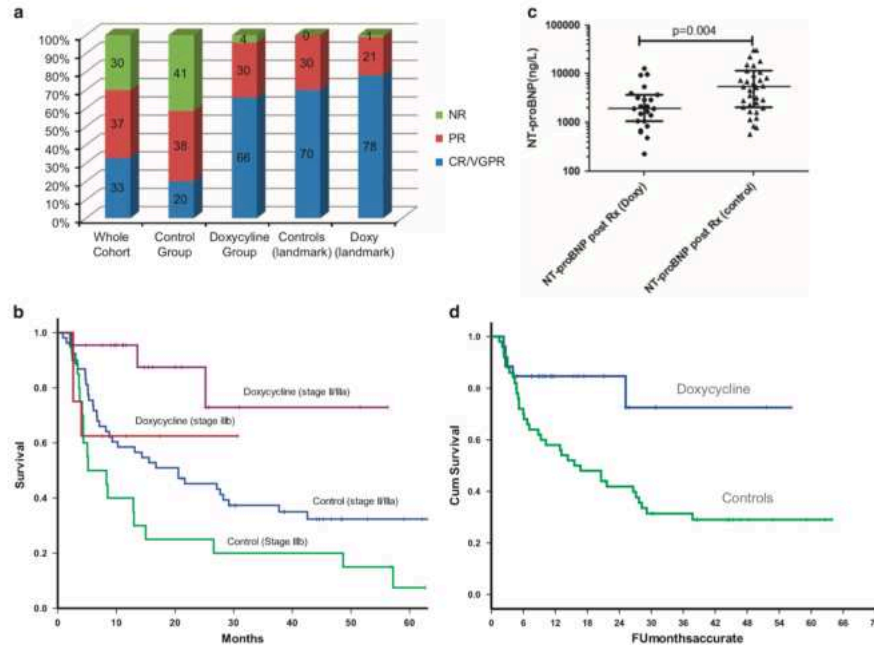 a
100%
90%
80%
70%
60%
50%
40%
30%
20%
10%
0%
30
37
33
41
38
20
4
30
66
0
30
70
1
21
78
Whole Cohort
Control Group
Doxycyline Group
Controls (landmark)
Doxy (landmark)
NR
PR
CR/VGPR
c
p=0.004
NT-proBNP(ng/L)
100000
10000
1000
100
NT-proBNP post Rx (Doxy)
NT-proBNP post Rx (control)
b
Survival
1.0
0.8
0.6
0.4
0.2
0.0
Doxycycline (stage II/IIIa)
Doxycycline (stage IIIb)
Control (stage II/IIIa)
Control (Stage IIIb)
0 10 20 30 40 50 60
Months
d
Cum Survival
1.0
0.8
0.6
0.4
0.2
0.0
Doxycycline
Controls
0 6 12 18 24 30 36 44 48 54 60 66
FUmonthsaccurate